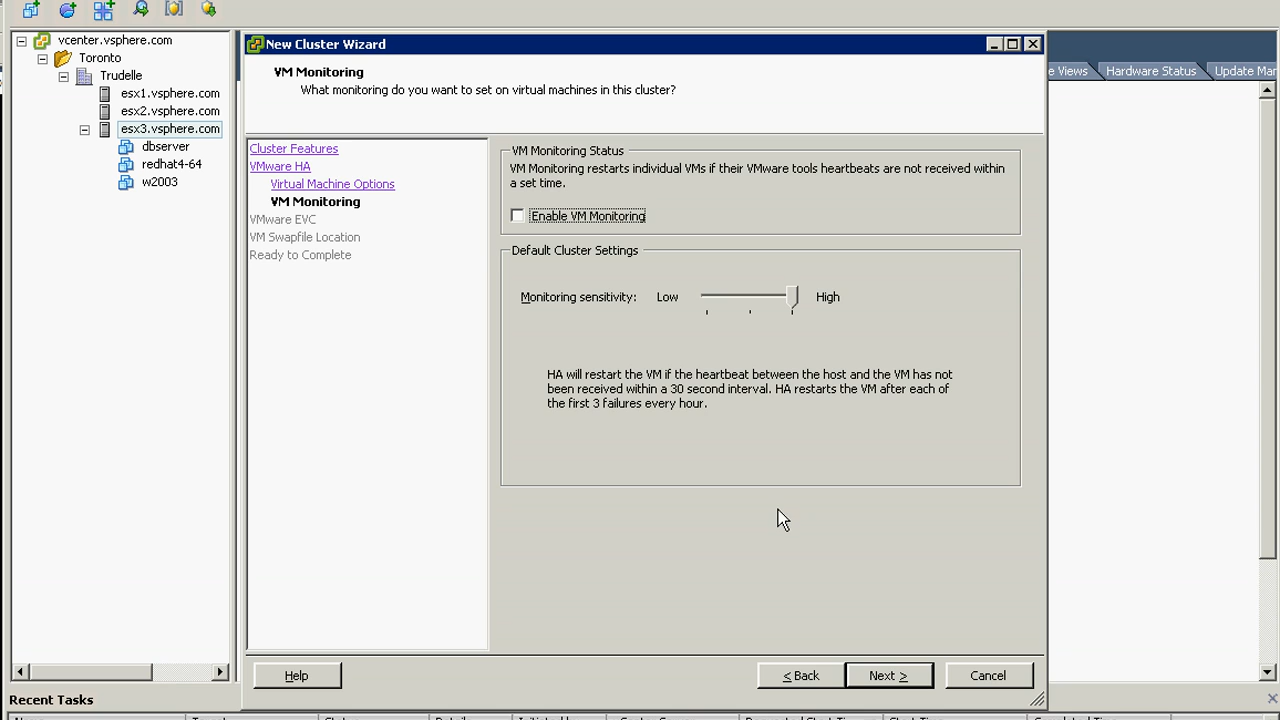 vcenter.vsphere.com
Toronto
Trudelle
esx1.vsphere.com
esx2.vsphere.com
esx3.vsphere.com
dbserver
redhat4-64
w2003
New Cluster Wizard
VM Monitoring
What monitoring do you want to set on virtual machines in this cluster?
Cluster Features
VMware HA
Virtual Machine Options
VM Monitoring
VMware EVC
VM Swapfile Location
Ready to Complete
VM Monitoring Status
VM Monitoring restarts individual VMs if their VMware tools heartbeats are not received within
a set time.
Enable VM Monitoring
Default Cluster Settings
Monitoring sensitivity: Low High
HA will restart the VM if the heartbeat between the host and the VM has not
been received within a 30 second interval. HA restarts the VM after each of
the first 3 failures every hour.
Help < Back Next > Cancel
e Views Hardware Status Update Mar
Recent Tasks